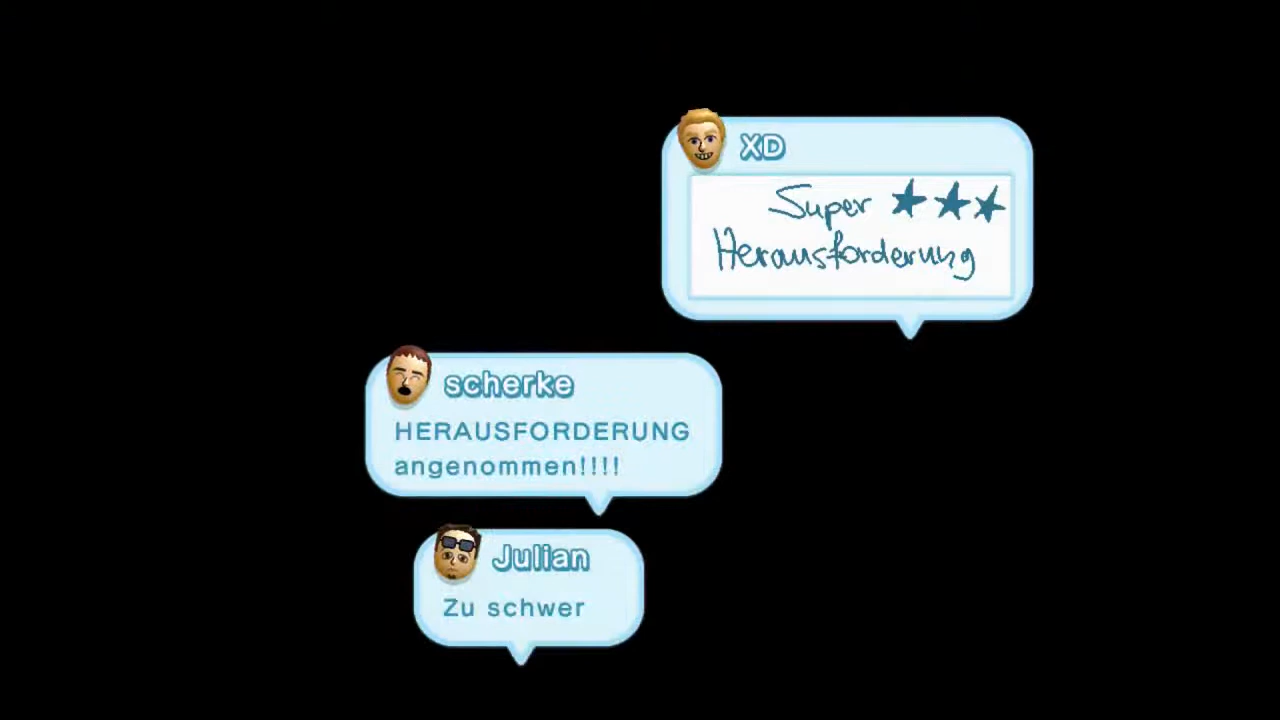 XD
Super ★★★
Herausforderung
scherke
HERAUSFORDERUNG
angenommen!!!!
Julian
Zu schwer